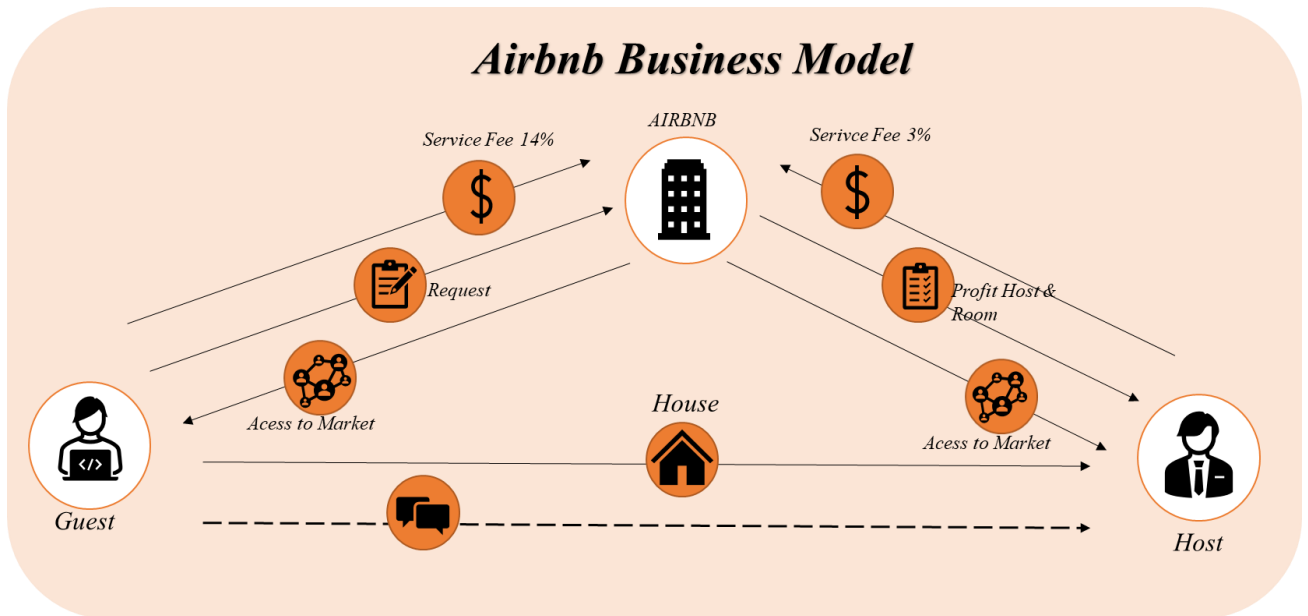 Airbnb Business Model
AIRBNB
Service Fee 14%
Serivce Fee 3%
Request
Profit Host &
Room
Acess to Market
House
Acess to Market
Guest
Host